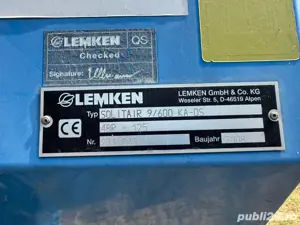 LEMKEN QS
Checked
Signature:
LEMKEN
LEMKEN GmbH & Co. KG
Weseler Str. 5, D-46519 Alpen
Typ SOLITAIR 9/600 KA-DS
48R - 125
Nr. Baujahr
publi24.ro